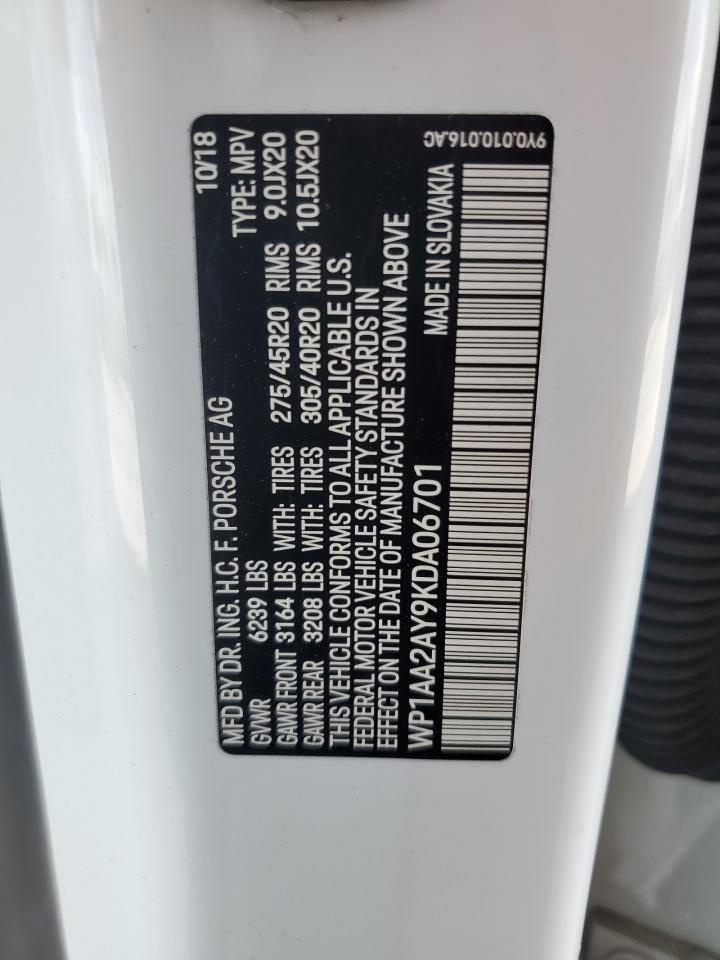 MFD BY DR. ING. H.C. F. PORSCHE AG 10/18
GVWR 6239 LBS TYPE: MPV
GAWR FRONT 3164 LBS WITH: TIRES 275/45R20 RIMS 9.0JX20
GAWR REAR 3208 LBS WITH: TIRES 305/40R20 RIMS 10.5JX20
THIS VEHICLE CONFORMS TO ALL APPLICABLE U.S.
FEDERAL MOTOR VEHICLE SAFETY STANDARDS IN
EFFECT ON THE DATE OF MANUFACTURE SHOWN ABOVE
WP1AA2AY9KDA06701 MADE IN SLOVAKIA
9Y0.010.016.AC